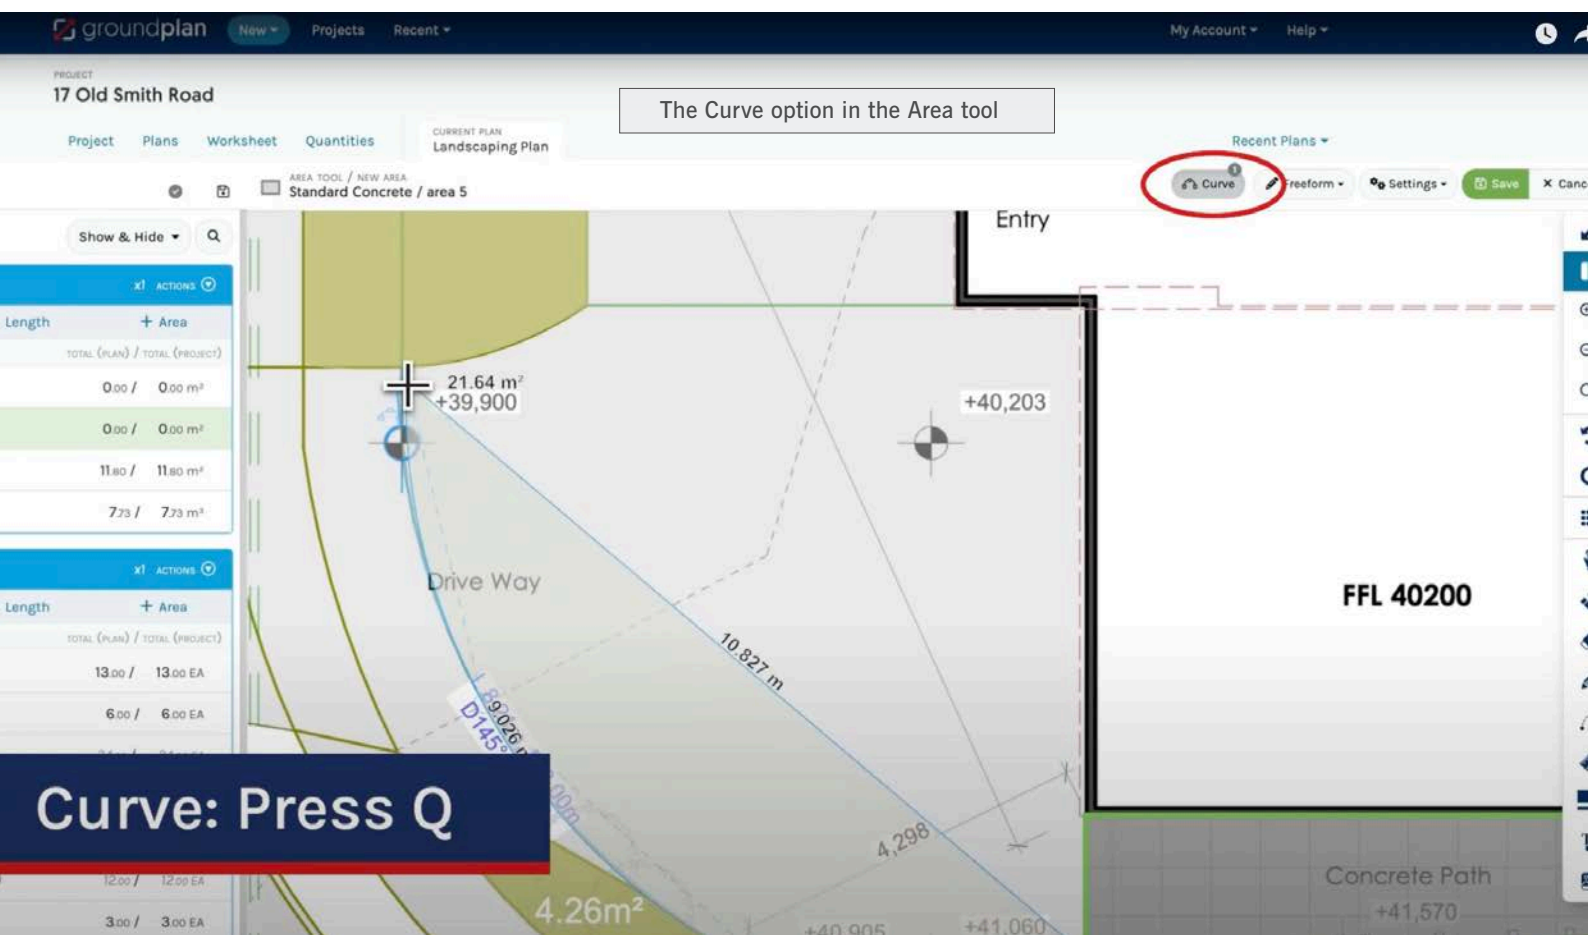 groundplan New Projects Recent My Account Help
PROJECT
17 Old Smith Road
The Curve option in the Area tool
CURRENT PLAN
Project Plans Worksheet Quantities Landscaping Plan Recent Plans
AREA TOOL / NEW AREA
Standard Concrete / area 5
1
Curve Freeform Settings Save X Canc
Show & Hide
Entry
x1 ACTIONS
Length + Area
TOTAL (PLAN) / TOTAL (PROJECT)
0.00 / 0.00 m²
0.00 / 0.00 m²
11.80 / 11.80 m²
7.73 / 7.73 m³
21.64 m²
+39,900
+40,203
x1 ACTIONS
Length + Area
TOTAL (PLAN) / TOTAL (PROJECT)
13.00 / 13.00 EA
6.00 / 6.00 EA
Drive Way
FFL 40200
10.827 m
9.026
D145°
Curve: Press Q
4,298
12.00 / 12.00 EA
3.00 / 3.00 EA
4.26m²
+40,905
+41,060
Concrete Path
+41,570